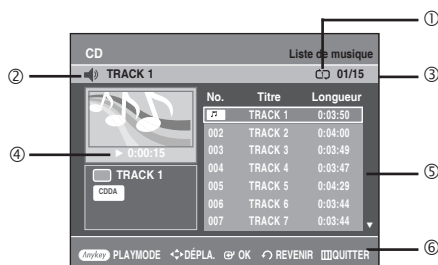 ①
CD Liste de musique
② TRACK 1 01/15 ③
No. Titre Longueur
TRACK 1 0:03:50
002 TRACK 2 0:04:00
003 TRACK 3 0:03:49
004 TRACK 4 0:03:47
005 TRACK 5 0:04:29
006 TRACK 6 0:03:44
007 TRACK 7 0:03:44
④ 0:00:15
TRACK 1
CDDA
⑤
Anykey PLAYMODE DÉPLA. OK REVENIR QUITTER ⑥